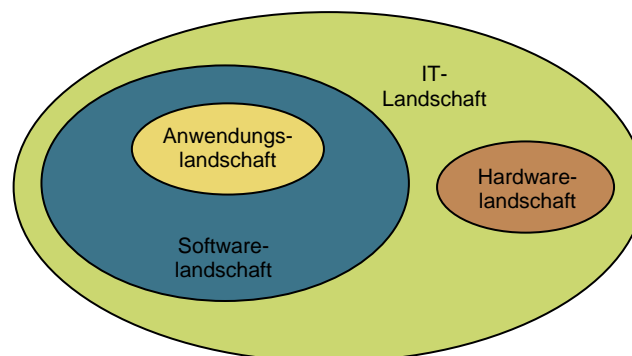 IT-
Landschaft
Anwendungs-
landschaft
Hardware-
landschaft
Software-
landschaft